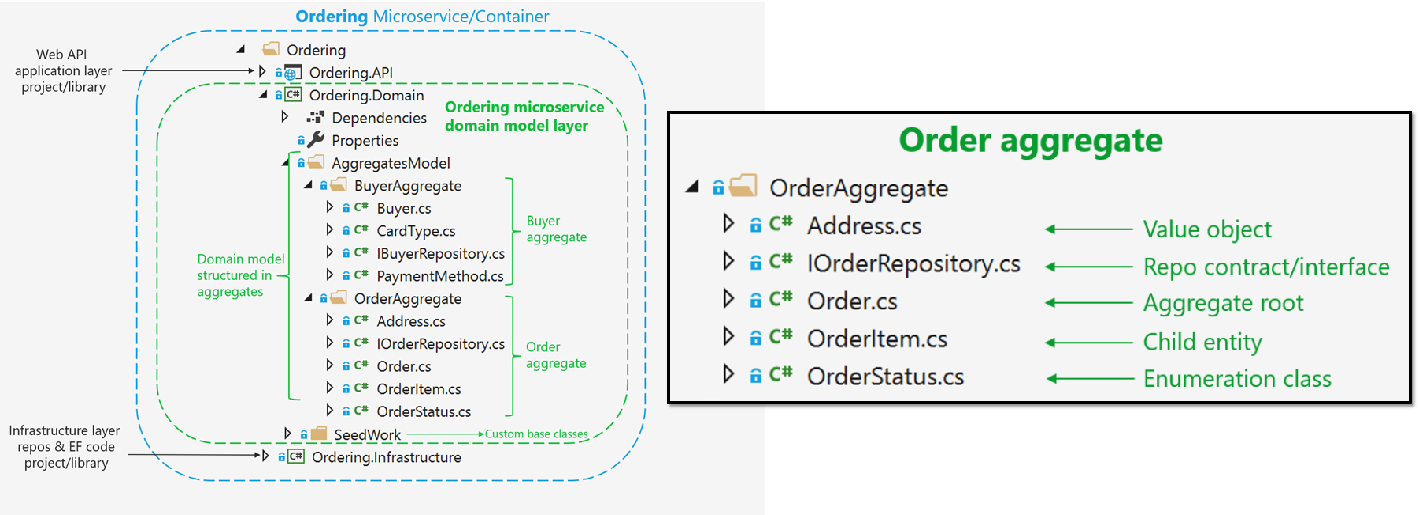 Ordering Microservice/Container
Ordering
Web API
application layer
project/library
Ordering.API
C# Ordering.Domain
Ordering microservice
domain model layer
Dependencies
Properties
AggregatesModel
BuyerAggregate
C# Buyer.cs
C# CardType.cs
C# IBuyerRepository.cs
C# PaymentMethod.cs
Buyer
aggregate
Domain model
structured in
aggregates
OrderAggregate
C# Address.cs
C# IOrderRepository.cs
C# Order.cs
C# OrderItem.cs
C# OrderStatus.cs
Order
aggregate
SeedWork
Custom base classes
Infrastructure layer
repos & EF code
project/library
C# Ordering.Infrastructure
Order aggregate
OrderAggregate
C# Address.cs
Value object
C# IOrderRepository.cs
Repo contract/interface
C# Order.cs
Aggregate root
C# OrderItem.cs
Child entity
C# OrderStatus.cs
Enumeration class